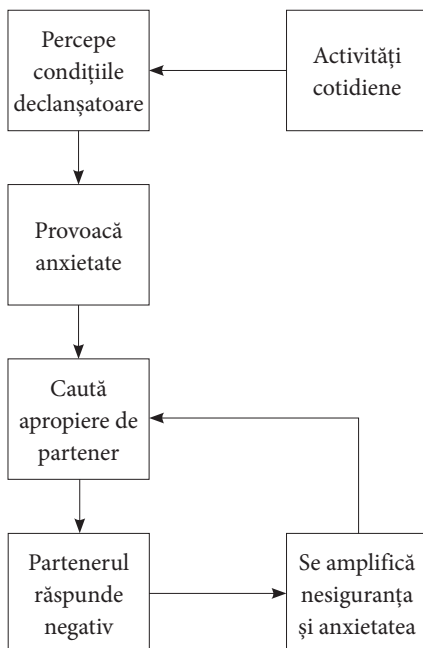 Percepe
condițiile
declanșatoare
Activități
cotidiene
Provoacă
anxietate
Caută
apropiere de
partener
Partenerul
răspunde
negativ
Se amplifică
nesiguranța
și anxietatea